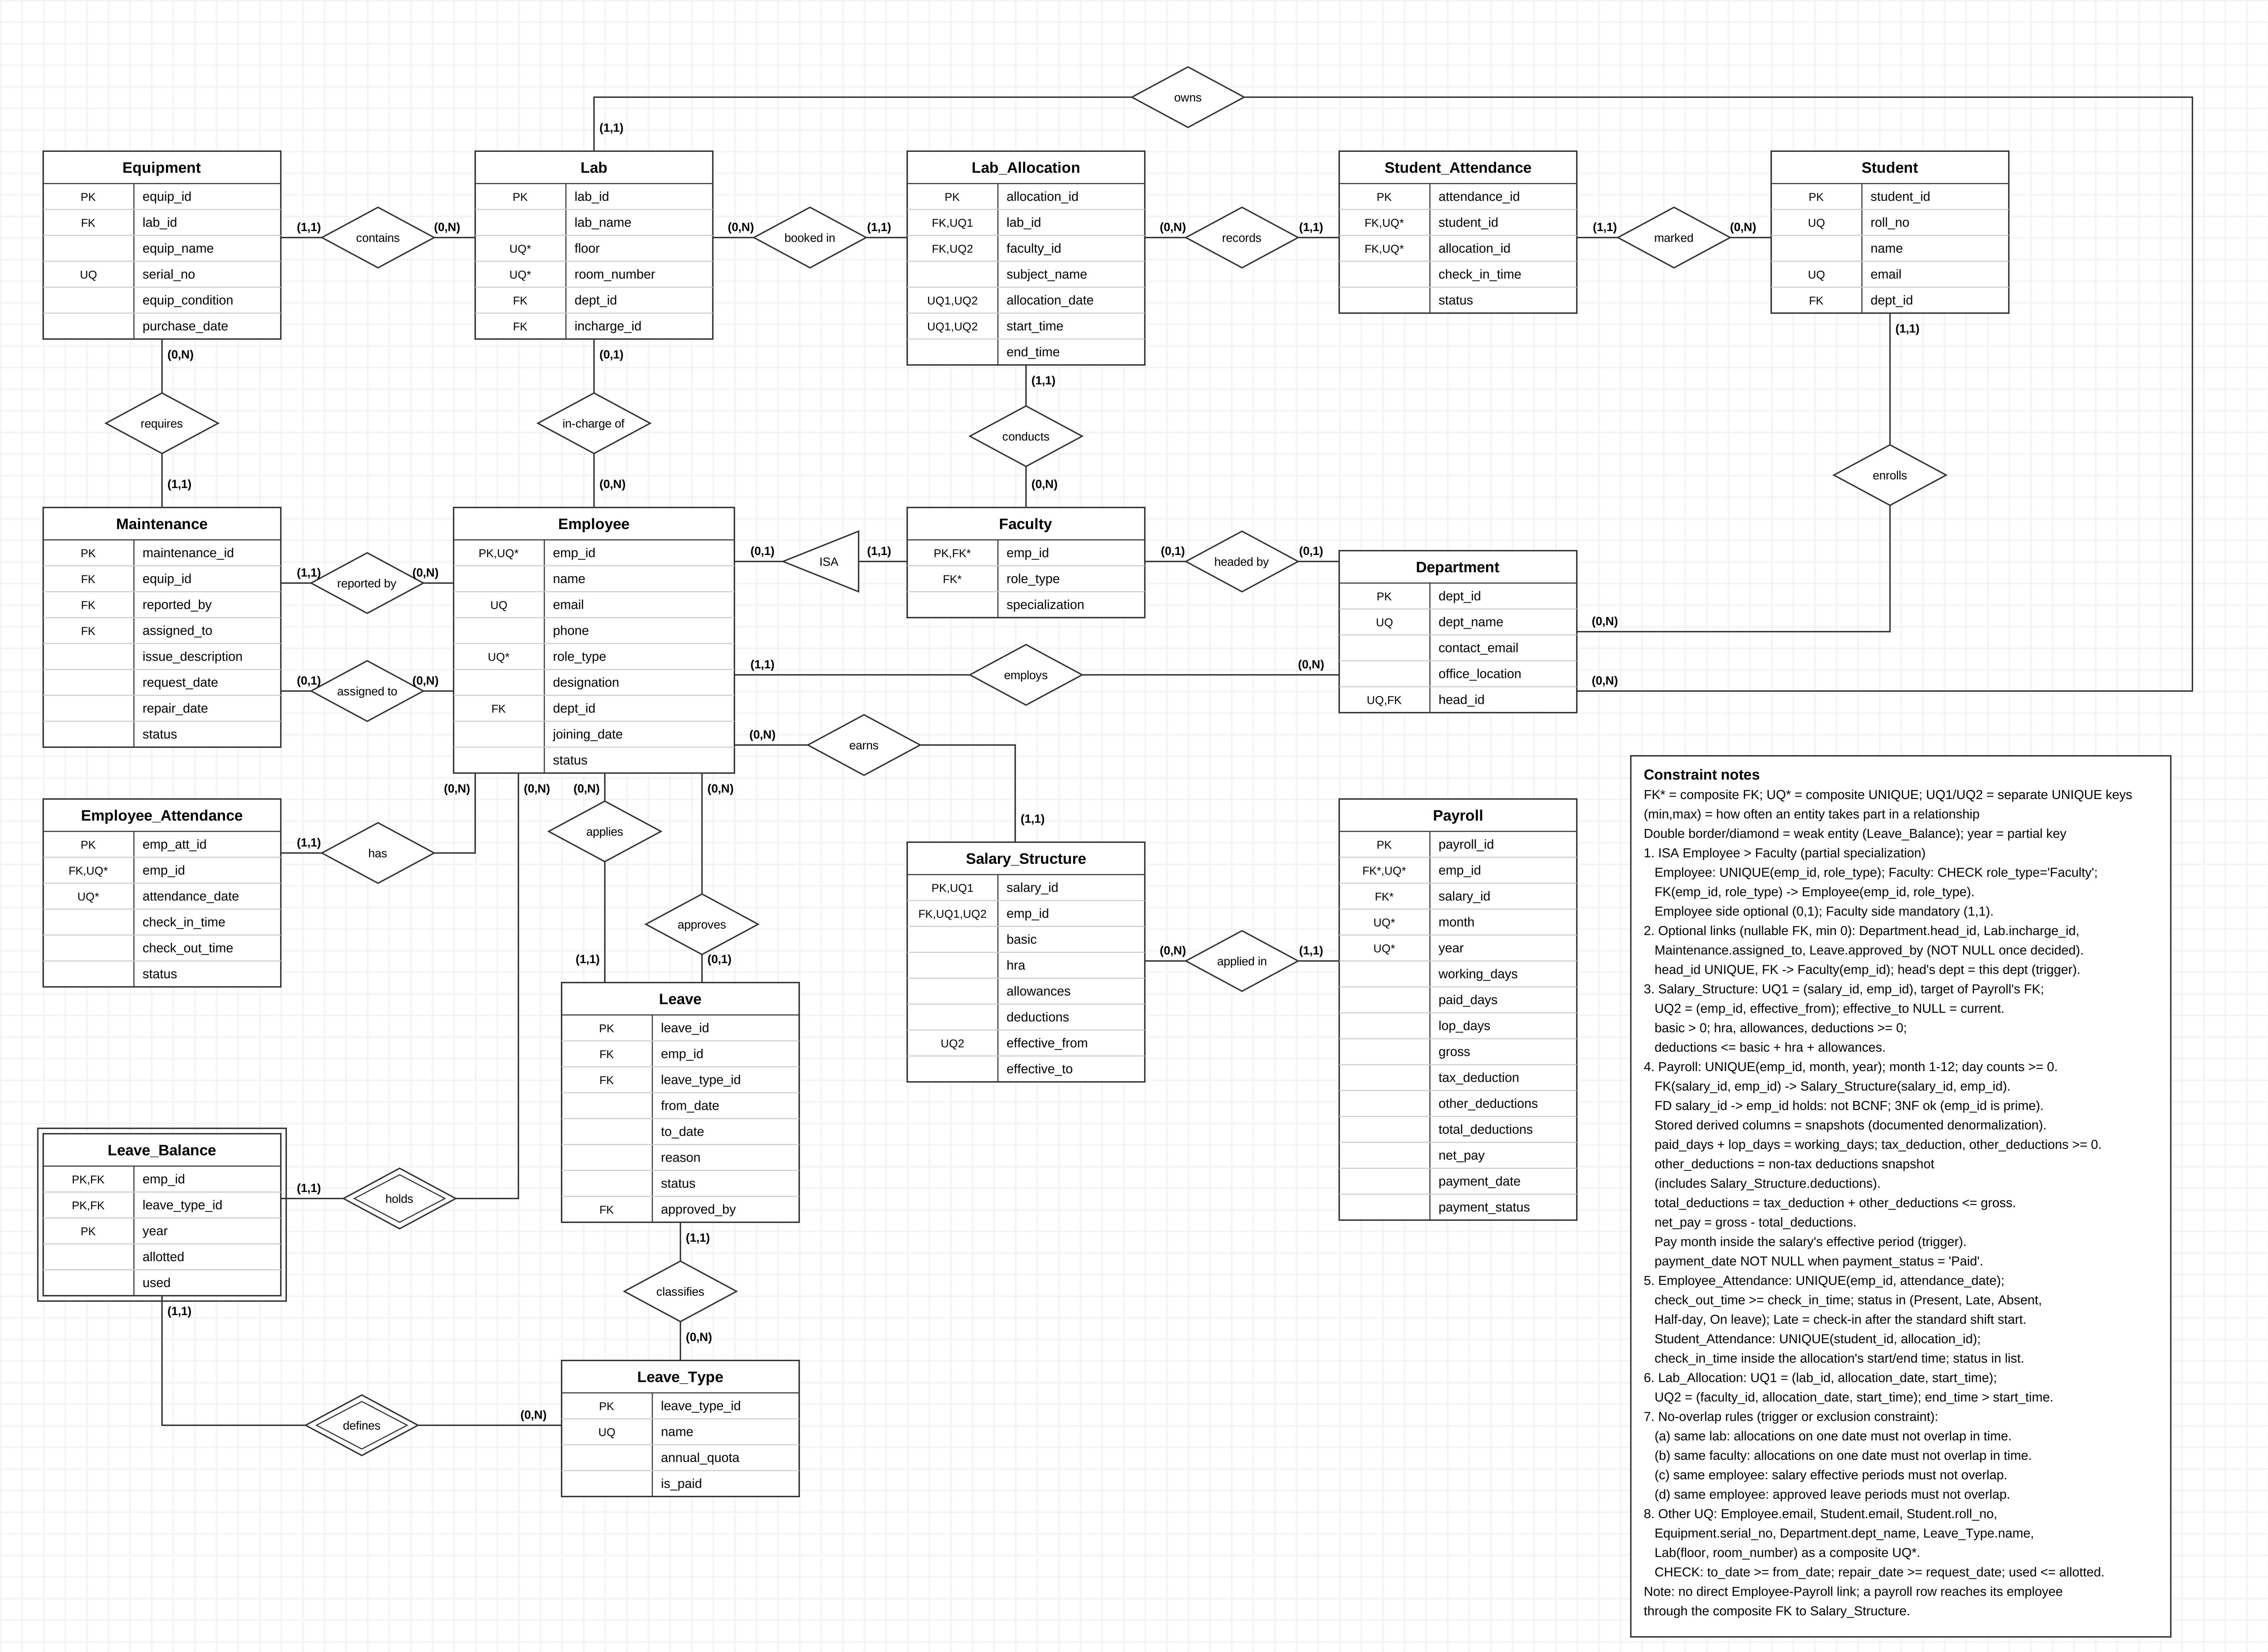 owns
(1,1)
Equipment
PK equip_id
FK lab_id
equip_name
UQ serial_no
equip_condition
purchase_date
(1,1) contains (0,N)
Lab
PK lab_id
lab_name
UQ* floor
UQ* room_number
FK dept_id
FK incharge_id
(0,N) booked in (1,1)
Lab_Allocation
PK allocation_id
FK,UQ1 lab_id
FK,UQ2 faculty_id
subject_name
UQ1,UQ2 allocation_date
UQ1,UQ2 start_time
end_time
(0,N) records (1,1)
Student_Attendance
PK attendance_id
FK,UQ* student_id
FK,UQ* allocation_id
check_in_time
status
(1,1) marked (0,N)
Student
PK student_id
UQ roll_no
name
UQ email
FK dept_id
(0,N)
requires
(1,1)
(0,1)
in-charge of
(0,N)
(1,1)
conducts
(0,N)
(1,1)
enrolls
Maintenance
PK maintenance_id
FK equip_id
FK reported_by
FK assigned_to
issue_description
request_date
repair_date
status
(1,1) reported by (0,N)
(0,1) assigned to (0,N)
Employee
PK,UQ* emp_id
name
UQ email
phone
UQ* role_type
designation
FK dept_id
joining_date
status
(0,1) ISA (1,1)
Faculty
PK,FK* emp_id
FK* role_type
specialization
(0,1) headed by (0,1)
Department
PK dept_id
UQ dept_name
contact_email
office_location
UQ,FK head_id
(0,N)
(0,N)
(1,1) employs (0,N)
(0,N) earns
(1,1)
(0,N) (0,N) (0,N) (0,N)
Employee_Attendance
PK emp_att_id
FK,UQ* emp_id
UQ* attendance_date
check_in_time
check_out_time
status
(1,1) has
applies
(1,1)
approves
(0,1)
Leave
PK leave_id
FK emp_id
FK leave_type_id
from_date
to_date
reason
status
FK approved_by
Salary_Structure
PK,UQ1 salary_id
FK,UQ1,UQ2 emp_id
basic
hra
allowances
deductions
UQ2 effective_from
effective_to
(0,N) applied in (1,1)
Payroll
PK payroll_id
FK*,UQ* emp_id
FK* salary_id
UQ* month
UQ* year
working_days
paid_days
lop_days
gross
tax_deduction
other_deductions
total_deductions
net_pay
payment_date
payment_status
Leave_Balance
PK,FK emp_id
PK,FK leave_type_id
PK year
allotted
used
(1,1) holds
(1,1)
(1,1)
classifies
(0,N)
defines (0,N)
Leave_Type
PK leave_type_id
UQ name
annual_quota
is_paid
Constraint notes
FK* = composite FK; UQ* = composite UNIQUE; UQ1/UQ2 = separate UNIQUE keys
(min,max) = how often an entity takes part in a relationship
Double border/diamond = weak entity (Leave_Balance); year = partial key
1. ISA Employee > Faculty (partial specialization)
Employee: UNIQUE(emp_id, role_type); Faculty: CHECK role_type='Faculty';
FK(emp_id, role_type) -> Employee(emp_id, role_type).
Employee side optional (0,1); Faculty side mandatory (1,1).
2. Optional links (nullable FK, min 0): Department.head_id, Lab.incharge_id,
Maintenance.assigned_to, Leave.approved_by (NOT NULL once decided).
head_id UNIQUE, FK -> Faculty(emp_id); head's dept = this dept (trigger).
3. Salary_Structure: UQ1 = (salary_id, emp_id), target of Payroll's FK;
UQ2 = (emp_id, effective_from); effective_to NULL = current.
basic > 0; hra, allowances, deductions >= 0;
deductions <= basic + hra + allowances.
4. Payroll: UNIQUE(emp_id, month, year); month 1-12; day counts >= 0.
FK(salary_id, emp_id) -> Salary_Structure(salary_id, emp_id).
FD salary_id -> emp_id holds: not BCNF; 3NF ok (emp_id is prime).
Stored derived columns = snapshots (documented denormalization).
paid_days + lop_days = working_days; tax_deduction, other_deductions >= 0.
other_deductions = non-tax deductions snapshot
(includes Salary_Structure.deductions).
total_deductions = tax_deduction + other_deductions <= gross.
net_pay = gross - total_deductions.
Pay month inside the salary's effective period (trigger).
payment_date NOT NULL when payment_status = 'Paid'.
5. Employee_Attendance: UNIQUE(emp_id, attendance_date);
check_out_time >= check_in_time; status in (Present, Late, Absent,
Half-day, On leave); Late = check-in after the standard shift start.
Student_Attendance: UNIQUE(student_id, allocation_id);
check_in_time inside the allocation's start/end time; status in list.
6. Lab_Allocation: UQ1 = (lab_id, allocation_date, start_time);
UQ2 = (faculty_id, allocation_date, start_time); end_time > start_time.
7. No-overlap rules (trigger or exclusion constraint):
(a) same lab: allocations on one date must not overlap in time.
(b) same faculty: allocations on one date must not overlap in time.
(c) same employee: salary effective periods must not overlap.
(d) same employee: approved leave periods must not overlap.
8. Other UQ: Employee.email, Student.email, Student.roll_no,
Equipment.serial_no, Department.dept_name, Leave_Type.name,
Lab(floor, room_number) as a composite UQ*.
CHECK: to_date >= from_date; repair_date >= request_date; used <= allotted.
Note: no direct Employee-Payroll link; a payroll row reaches its employee
through the composite FK to Salary_Structure.